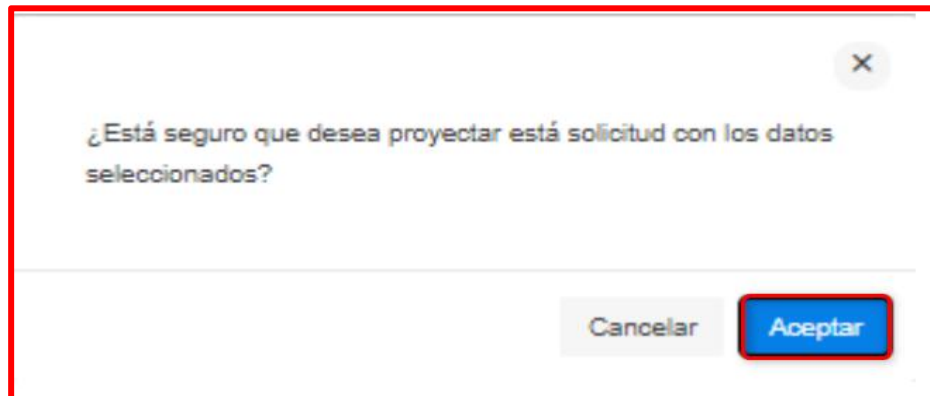 ¿Está seguro que desea proyectar está solicitud con los datos
seleccionados?
Cancelar
Aceptar